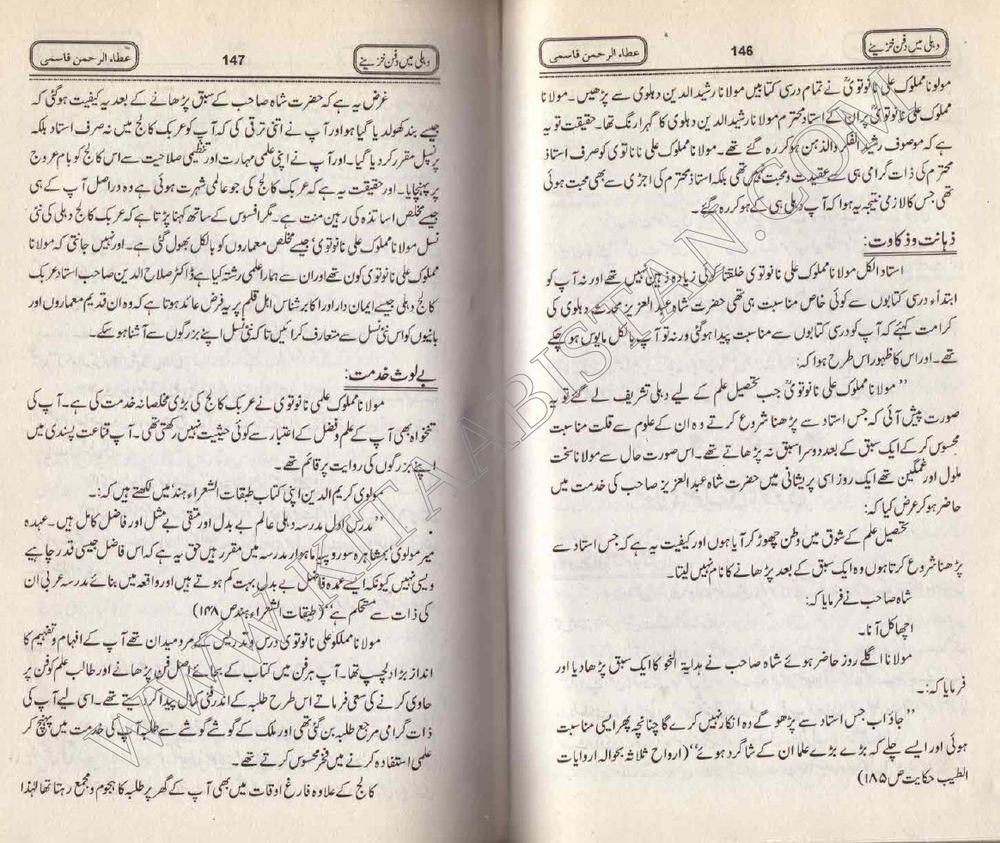 دہلی میں دفن خزینے
146
عطاء الرحمن قاسمی
مولونا مملوک علی نانوتویؒ نے تمام درسی کتابیں مولانا رشید الدین دہلوی سے پڑھیں۔ مولانا
مملوک علی نانوتوی پر ان کے استاد محترم مولانا رشید الدین دہلوی کا گہرا رنگ تھا۔ حقیقت تو یہ
ہے کہ موصوف رشید الفکر والذہن ہو کر رہ گئے تھے۔ مولانا مملوک علی نانوتوی کو صرف استاذ
محترم کی ذات گرامی ہی سے عقیدت و محبت نہیں تھی بلکہ استاذ محترم کی اجڑی سے بھی محبت ہوئی
تھی جس کا لازمی نتیجہ یہ ہوا کہ آپ دہلی ہی کے ہو کر رہ گئے۔
ذہانت و ذکاوت:
استاد الکل مولانا مملوک علی نانوتوی خلقتاً کوئی زیادہ ذہین نہیں تھے اور نہ آپ کو
ابتداءً درسی کتابوں سے کوئی خاص مناسبت ہی تھی حضرت شاہ عبد العزیز محدث دہلوی کی
کرامت کہئے کہ آپ کو درسی کتابوں سے مناسبت پیدا ہو گئی ورنہ تو آپ بالکل مایوس ہو چکے
تھے۔ اور اس کا ظہور اس طرح ہوا کہ:
’’مولانا مملوک علی نانوتویؒ جب تحصیل علم کے لیے دہلی تشریف لے گئے تو یہ
صورت پیش آئی کہ جس استاد سے پڑھنا شروع کرتے وہ ان کے علوم سے قلت مناسبت
محسوس کر کے ایک سبق کے بعد دوسرا سبق نہ پڑھاتے تھے۔ اس صورت حال سے مولانا سخت
ملول اور غمگین تھے ایک روز اسی پریشانی میں حضرت شاہ عبد العزیز صاحب کی خدمت میں
حاضر ہو کر عرض کیا کہ:
تحصیل علم کے شوق میں وطن چھوڑ کر آیا ہوں اور کیفیت یہ ہے کہ جس استاد سے
پڑھنا شروع کرتا ہوں وہ ایک سبق کے بعد پڑھانے کا نام نہیں لیتا۔
شاہ صاحب نے فرمایا کہ:
اچھا کل آنا۔
مولانا اگلے روز حاضر ہوئے شاہ صاحب نے ہدایۃ النحو کا ایک سبق پڑھا دیا اور
فرمایا کہ:۔
’’جاؤ اب جس استاد سے پڑھو گے وہ انکار نہیں کرے گا چنانچہ پھر ایسی مناسبت
ہوئی اور ایسے چلے کہ بڑے بڑے علما ان کے شاگرد ہوئے‘‘ (ارواح ثلاثہ بحوالہ اروایات
الطیب حکایت ص ۱۸۵)
دہلی میں دفن خزینے
147
عطاء الرحمن قاسمی
غرض یہ ہے کہ حضرت شاہ صاحب کے سبق پڑھانے کے بعد یہ کیفیت ہو گئی کہ
جیسے بند کھولدیا گیا ہو اور آپ نے اتنی ترقی کی کہ آپ کو عربک کالج میں نہ صرف استاد بلکہ
پرنسپل مقرر کر دیا گیا۔ اور آپ نے اپنی علمی مہارت اور تنظیمی صلاحیت سے اس کالج کو بام عروج
پر پہنچایا۔ اور حقیقت یہ ہے کہ عربک کالج کی جو عالمی شہرت ہوئی ہے وہ دراصل آپ کے ہی
جیسے مخلص اساتذہ کی رہین منت ہے۔ مگر افسوس کے ساتھ کہنا پڑتا ہے کہ عربک کالج دہلی کی نئی
نسل مولانا مملوک علی نانوتوی جیسے مخلص معماروں کو بالکل بھول گئی ہے۔ اور نہیں جانتی کہ مولانا
مملوک علی نانوتوی کون تھے اور ان سے ہمارا علمی رشتہ کیا ہے ڈاکٹر صلاح الدین صاحب استاد عربک
کالج دہلی جیسے ایمان دار اور اکابر شناس اہل قلم پر یہ فرض عائد ہوتا ہے کہ وہ ان قدیم معماروں اور
بانیوں کو اس نئی نسل سے متعارف کرائیں تاکہ نئی نسل اپنے بزرگوں سے آشنا ہو سکے۔
بے لوث خدمت:
مولانا مملوک علمی نانوتوی نے عربک کالج کی بڑی مخلصانہ خدمت کی ہے۔ آپ کی
تنخواہ بھی آپ کے علم و فضل کے اعتبار سے کوئی حیثیت نہیں رکھتی تھی۔ آپ قناعت پسندی میں
اپنے بزرگوں کی روایت پر قائم تھے۔
مولوی کریم الدین اپنی کتاب طبقات الشعراء ہند میں لکھتے ہیں کہ:۔
’’مدرس اول مدرسہ دہلی عالم بے بدل اور متقی بے مثل اور فاضل کامل ہیں۔ عہدہ
میر مولوی بمشاہرہ سو روپیہ ماہوار مدرسہ میں مقرر ہیں حق یہ ہے کہ اس فاضل جیسی قدر چاہیے
ویسی نہیں کیونکہ ایسے عمدہ فاضل بے بدل بہت کم ہوتے ہیں اور واقعہ میں بنائے مدرسہ عربی ان
کی ذات سے مستحکم ہے‘‘ (طبقات الشعراء ہند ص ۱۴۸)
مولانا مملکو علی نانوتوی درس و تدریس کے مرد میدان تھے آپ کے افہام و تفہیم کا
انداز بڑا دلچسپ تھا۔ آپ ہر فن میں کتاب کے بجائے اصل فن پڑھانے اور طالب علم کو فن پر
حاوی کرنے کی سعی فرماتے اس طرح طلبہ کے اندر فنی کمال پیدا کر دیتے تھے۔ اسی لیے آپ کی
ذات گرامی مرجع طلبہ بن گئی تھی اور ملک کے گوشے گوشے سے طلبہ آپ کی خدمت میں پہنچ کر
علمی استفادہ کرنے میں فخر محسوس کرتے تھے۔
کالج کے علاوہ فارغ اوقات میں بھی آپ کے گھر پر طلبہ کا ہجوم و مجمع رہتا تھا لہٰذا
WWW.KITAABISTAN.COM